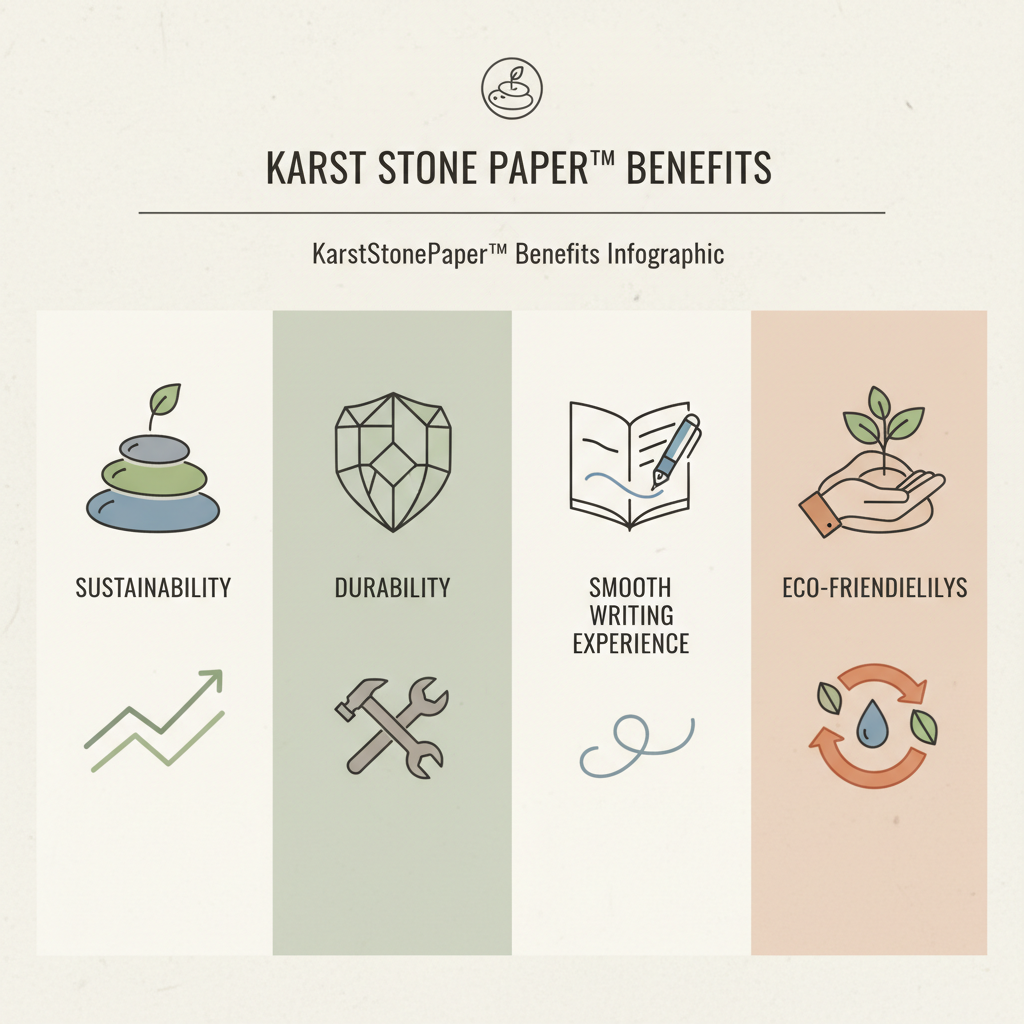 KARST STONE PAPER™ BENEFITS
KarstStonePaper™ Benefits Infographic
SUSTAINABILITY
DURABILITY
SMOOTH
WRITING
EXPERIENCE
ECO-FRIENDIELILYS